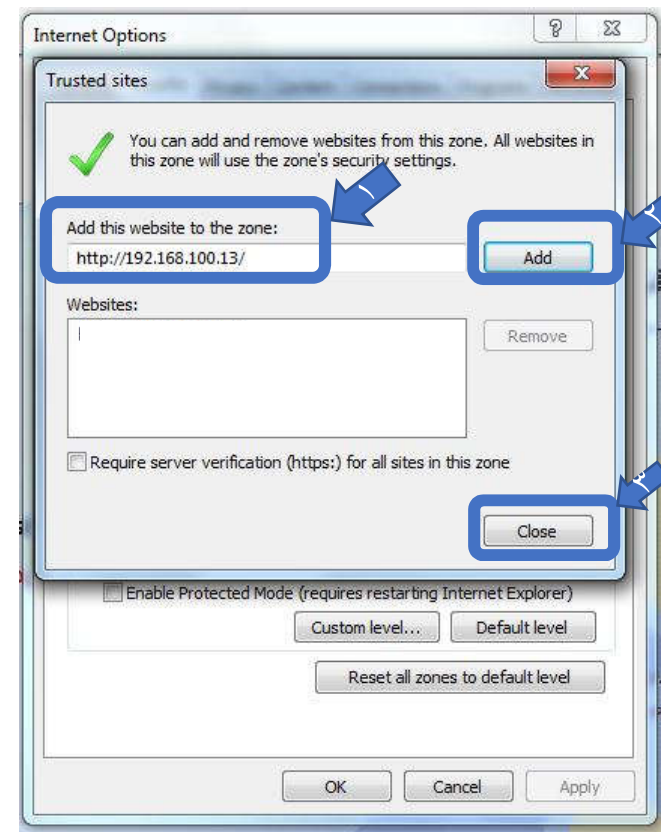 Internet Options
Trusted sites
You can add and remove websites from this zone. All websites in
this zone will use the zone's security settings.
Add this website to the zone:
http://192.168.100.13/
Add
Websites:
Remove
Require server verification (https:) for all sites in this zone
Close
Enable Protected Mode (requires restarting Internet Explorer)
Custom level...
Default level
Reset all zones to default level
OK
Cancel
Apply